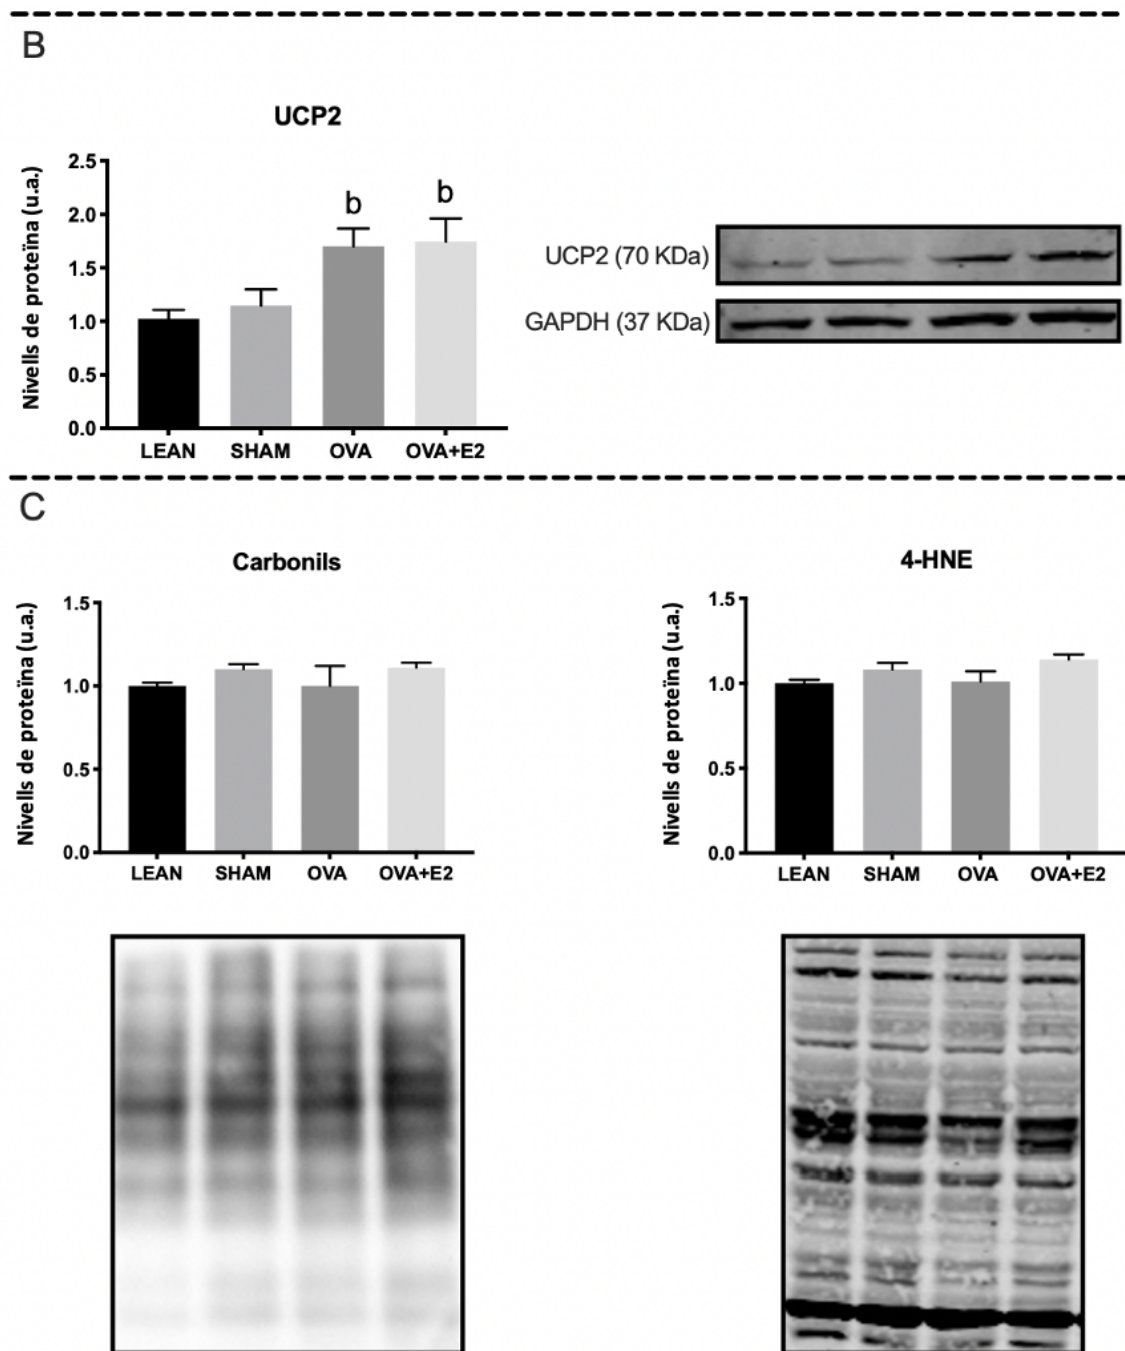 B
UCP2
Nivells de proteïna (u.a.)
2.5
2.0
1.5
1.0
0.5
0.0
b
b
LEAN SHAM OVA OVA+E2
UCP2 (70 KDa)
GAPDH (37 KDa)
C
Carbonils
Nivells de proteïna (u.a.)
1.5
1.0
0.5
0.0
LEAN SHAM OVA OVA+E2
4-HNE
Nivells de proteïna (u.a.)
1.5
1.0
0.5
0.0
LEAN SHAM OVA OVA+E2